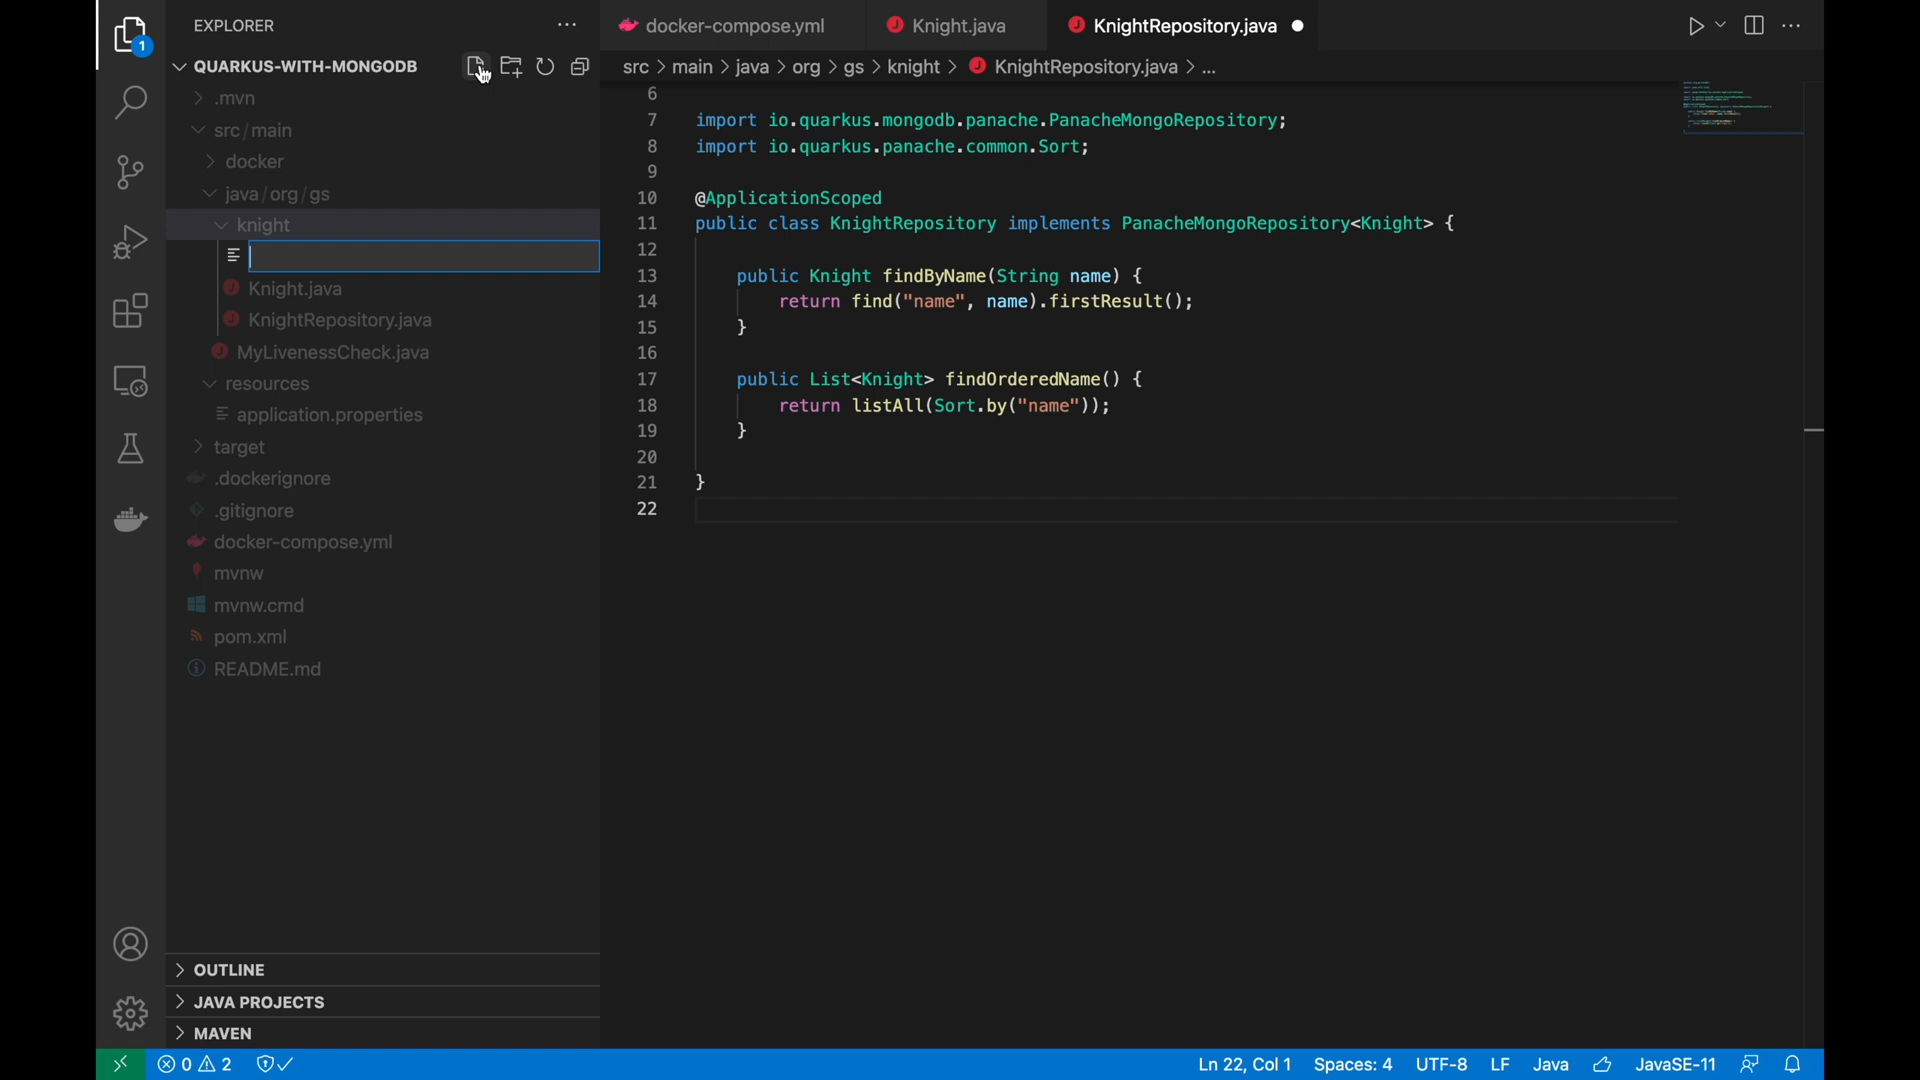 EXPLORER
docker-compose.yml
Knight.java
KnightRepository.java
1
QUARKUS-WITH-MONGODB
src > main > java > org > gs > knight > KnightRepository.java > ...
.mvn
src/main
docker
java/org/gs
knight
Knight.java
KnightRepository.java
MyLivenessCheck.java
resources
application.properties
target
.dockerignore
.gitignore
docker-compose.yml
mvnw
mvnw.cmd
pom.xml
README.md
OUTLINE
JAVA PROJECTS
MAVEN
6
7 import io.quarkus.mongodb.panache.PanacheMongoRepository;
8 import io.quarkus.panache.common.Sort;
9
10 @ApplicationScoped
11 public class KnightRepository implements PanacheMongoRepository<Knight> {
12
13 public Knight findByName(String name) {
14 return find("name", name).firstResult();
15 }
16
17 public List<Knight> findOrderedName() {
18 return listAll(Sort.by("name"));
19 }
20
21 }
22
0 2
Ln 22, Col 1
Spaces: 4
UTF-8
LF
Java
JavaSE-11